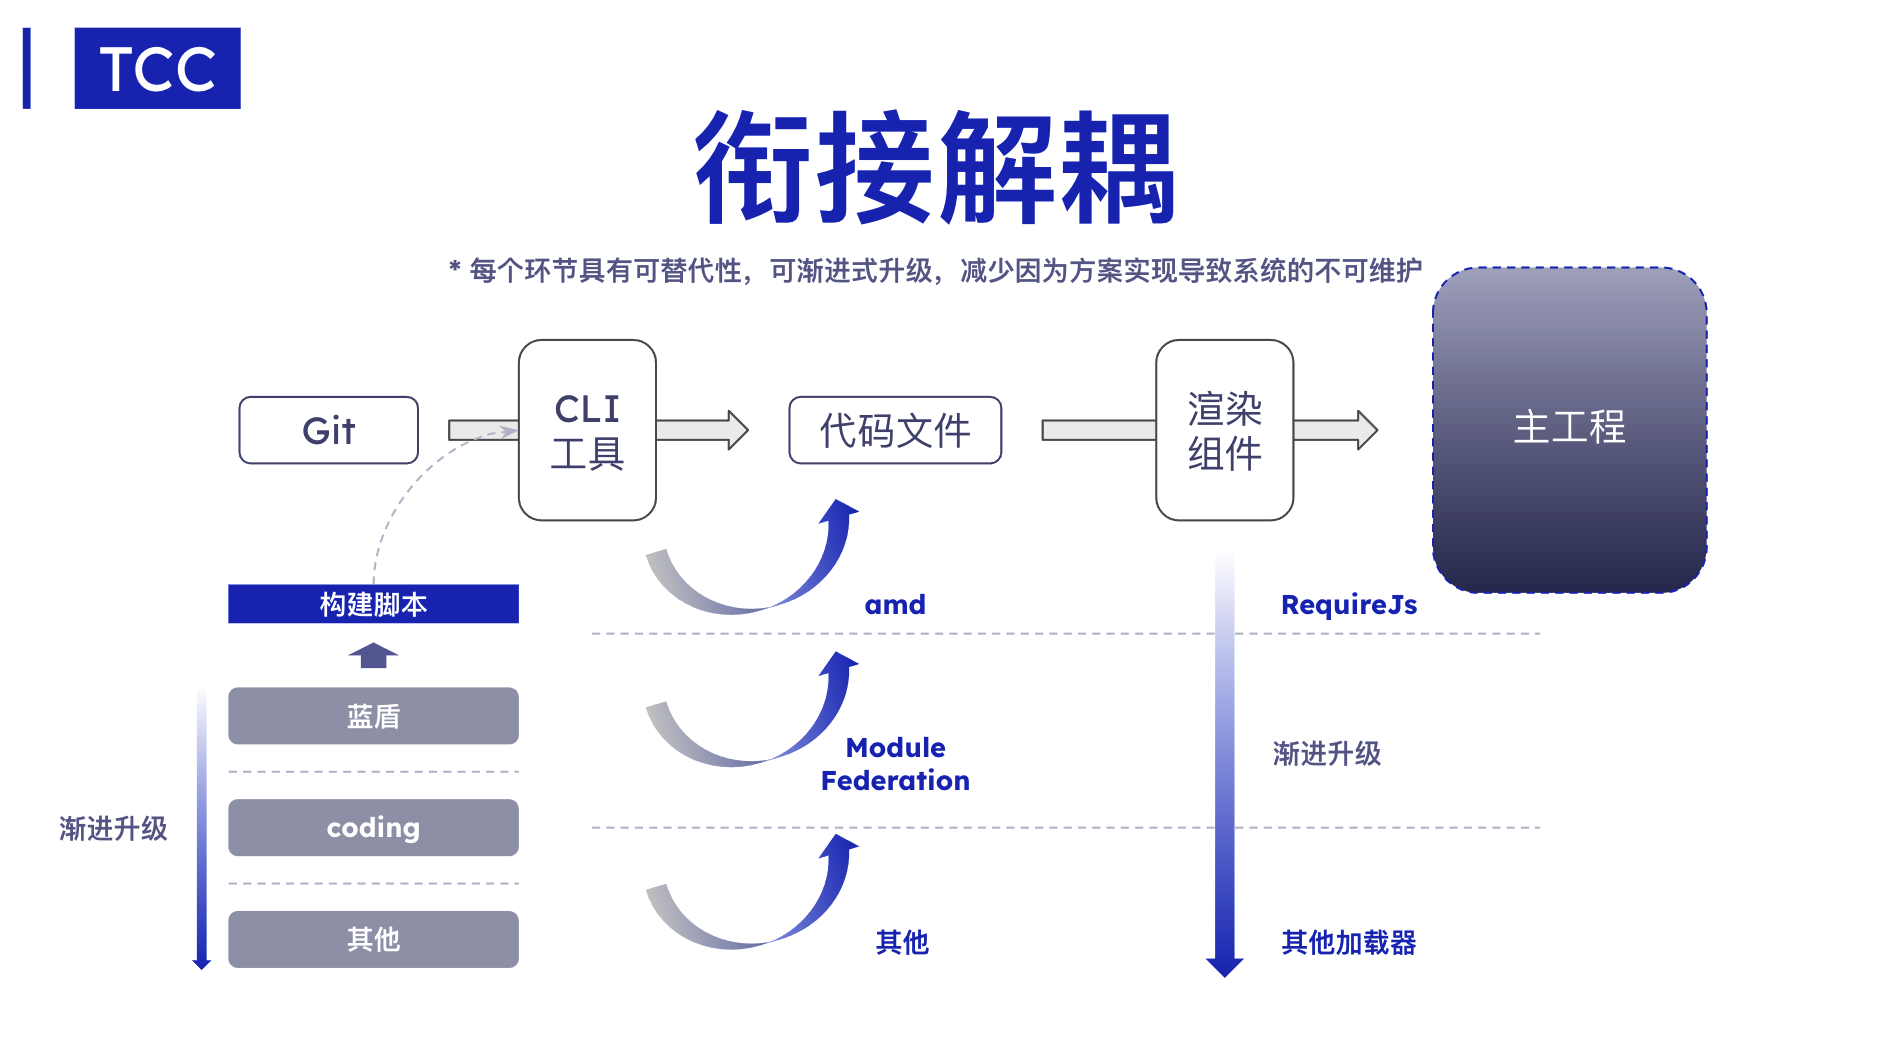 TCC
衔接解耦
* 每个环节具有可替代性，可渐进式升级，减少因为方案实现导致系统的不可维护
Git
CLI
工具
代码文件
渲染
组件
主工程
构建脚本
蓝盾
coding
其他
渐进升级
amd
RequireJs
Module
Federation
渐进升级
其他
其他加载器